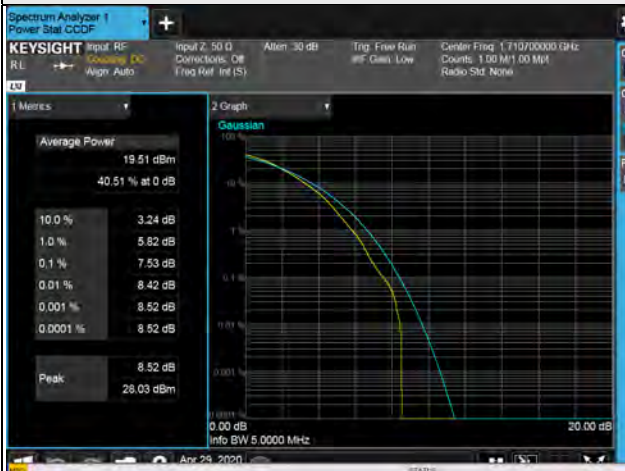 Spectrum Analyzer 1
Power Stat CCDF
+
KEYSIGHT
RL
Input: RF
Coupling: DC
Align: Auto
Input Z: 50 Ω
Corrections: Off
Freq Ref: Int (S)
Atten: 30 dB
Trig: Free Run
#IF Gain: Low
Center Freq: 1.710700000 GHz
Counts: 1.00 M/1.00 Mpt
Radio Std: None
1 Metrics
Average Power
19.51 dBm
40.51 % at 0 dB
10.0 % 3.24 dB
1.0 % 5.82 dB
0.1 % 7.53 dB
0.01 % 8.42 dB
0.001 % 8.52 dB
0.0001 % 8.52 dB
Peak
8.52 dB
28.03 dBm
2 Graph
Gaussian
100 %
10 %
1 %
0.1 %
0.01 %
0.001 %
0.0001 %
0.00 dB 20.00 dB
Info BW 5.0000 MHz
Apr 29, 2020
MSG
STATUS